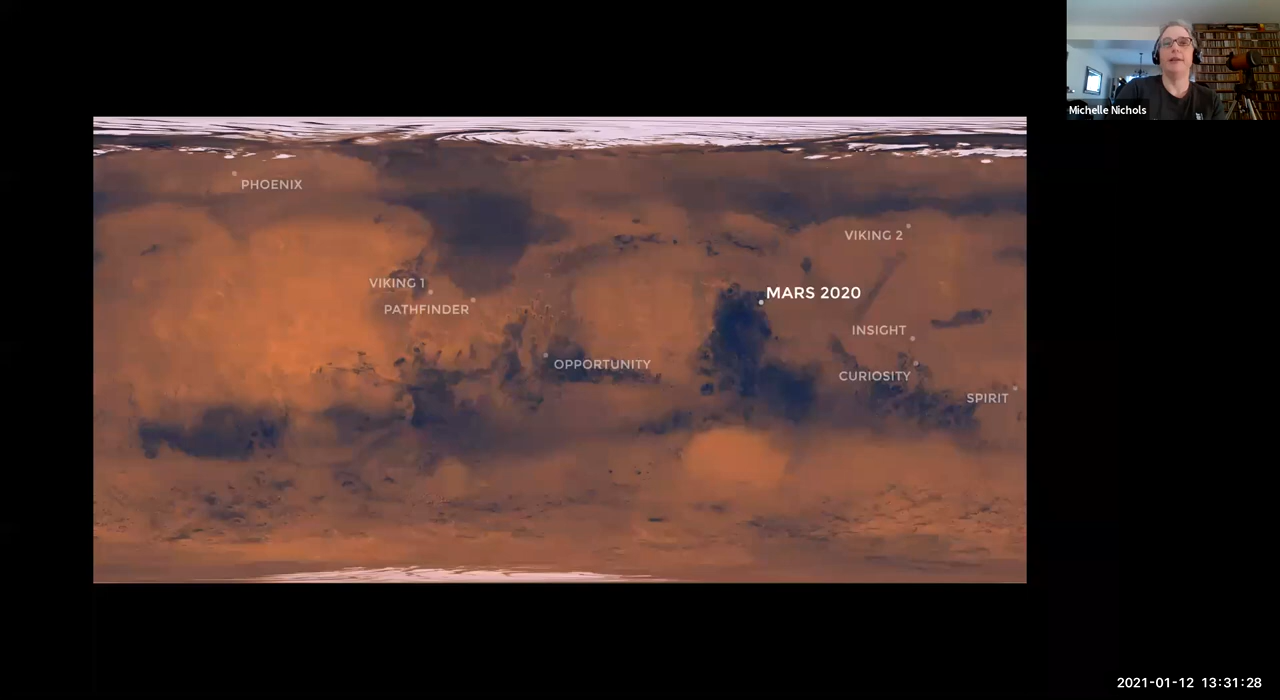 Michelle Nichols
PHOENIX
VIKING 2
VIKING 1
MARS 2020
PATHFINDER
INSIGHT
OPPORTUNITY
CURIOSITY
SPIRIT
2021-01-12 13:31:28